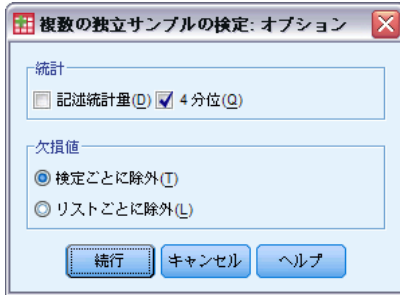 複数の独立サンプルの検定: オプション
統計
記述統計量(D) 4分位(Q)
欠損値
検定ごとに除外(T)
リストごとに除外(L)
続行 キャンセル ヘルプ